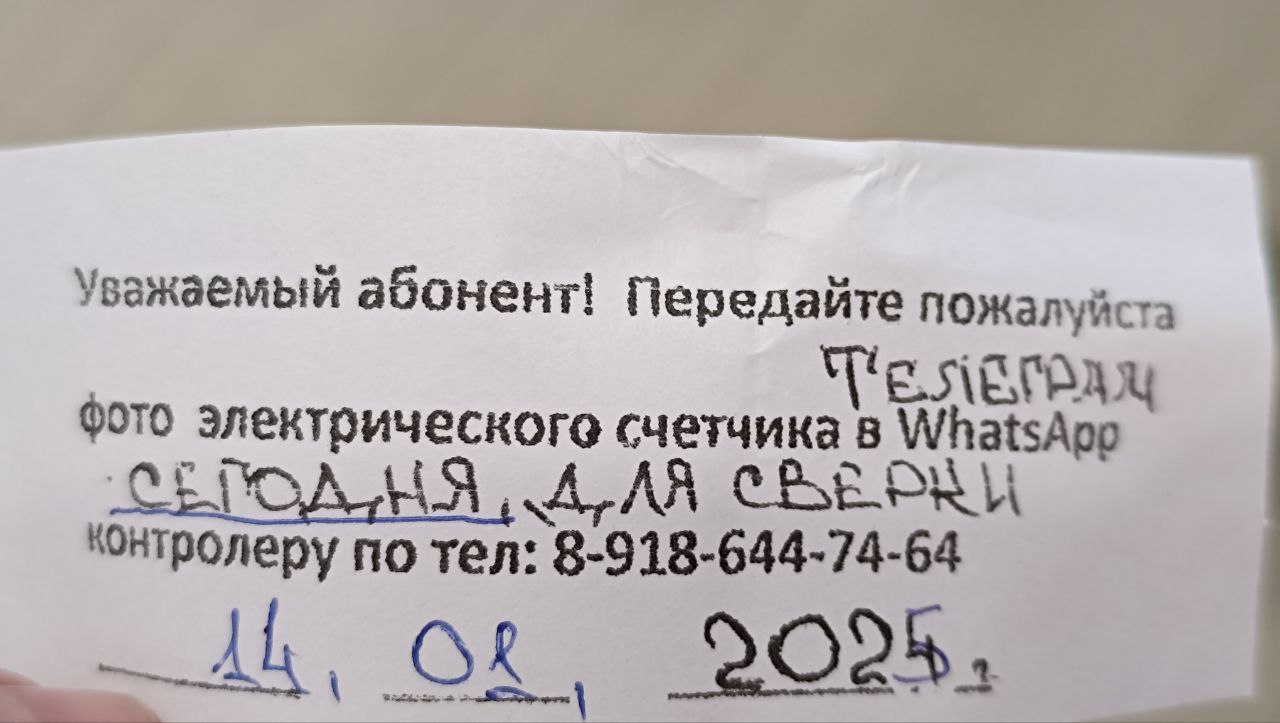 Уважаемый абонент! Передайте пожалуйста
ТЕЛЕГРАМ
фото электрического счетчика в WhatsApp
СЕГОДНЯ, ДЛЯ СВЕРКИ
контролеру по тел: 8-918-644-74-64
14, 02, 2025 г.